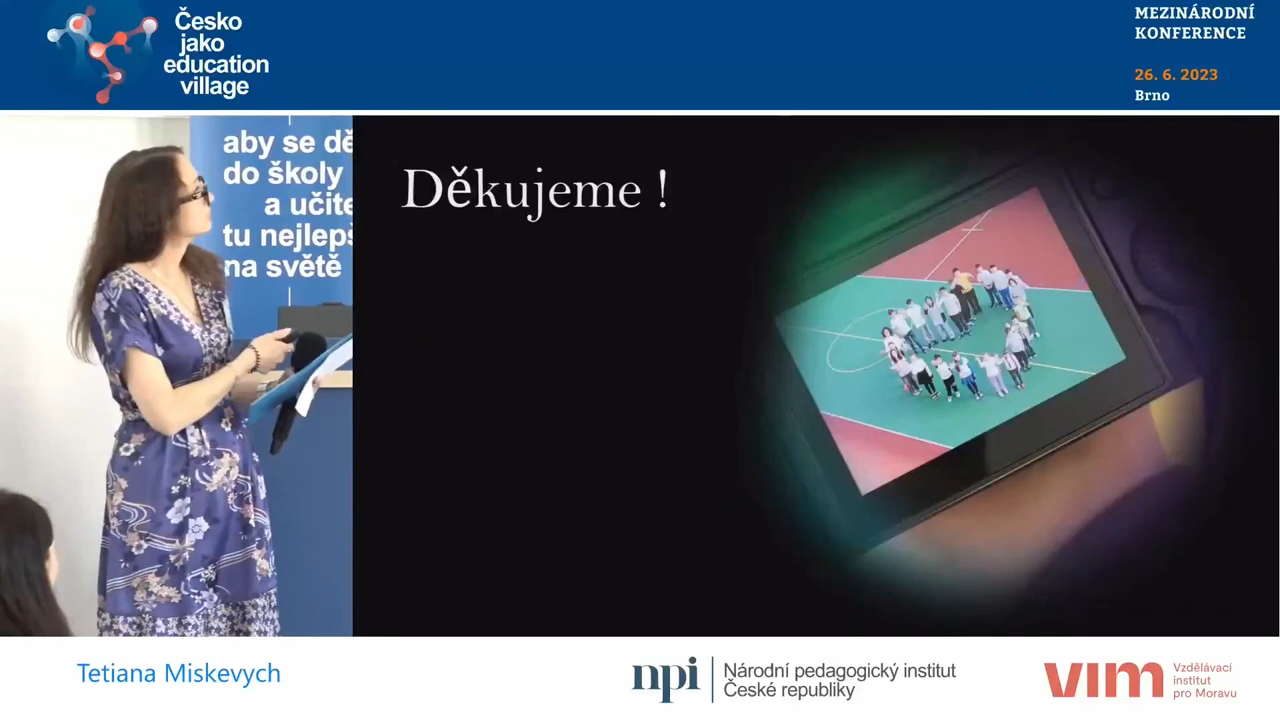 Česko
jako
education
village
MEZINÁRODNÍ
KONFERENCE
26. 6. 2023
Brno
aby se dě
do školy
a učite
tu nejlepš
na světě
Děkujeme !
Tetiana Miskevych
npi
Národní pedagogický institut
České republiky
vim
Vzdělávací
institut
pro Moravu